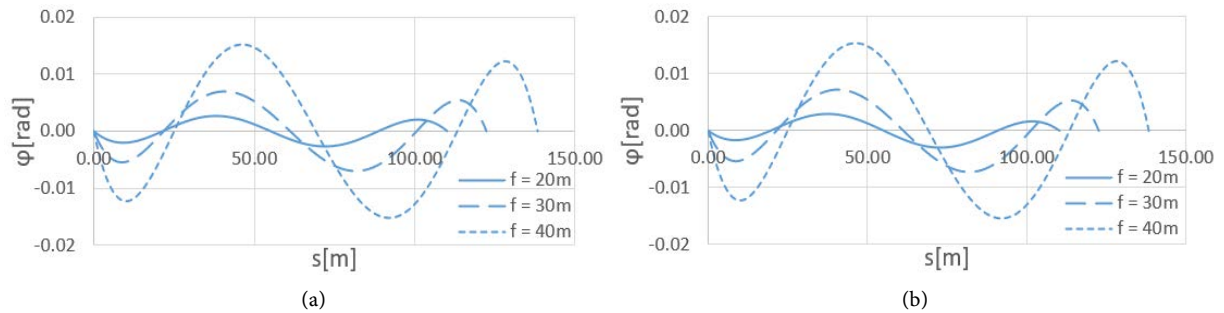 0.02
0.01
0.00
-0.01
-0.02
φ[rad]
0.00 50.00 100.00 150.00
f = 20m
f = 30m
f = 40m
s[m]
(a)
0.02
0.01
0.00
-0.01
-0.02
φ[rad]
0.00 50.00 100.00 150.00
f = 20m
f = 30m
f = 40m
s[m]
(b)